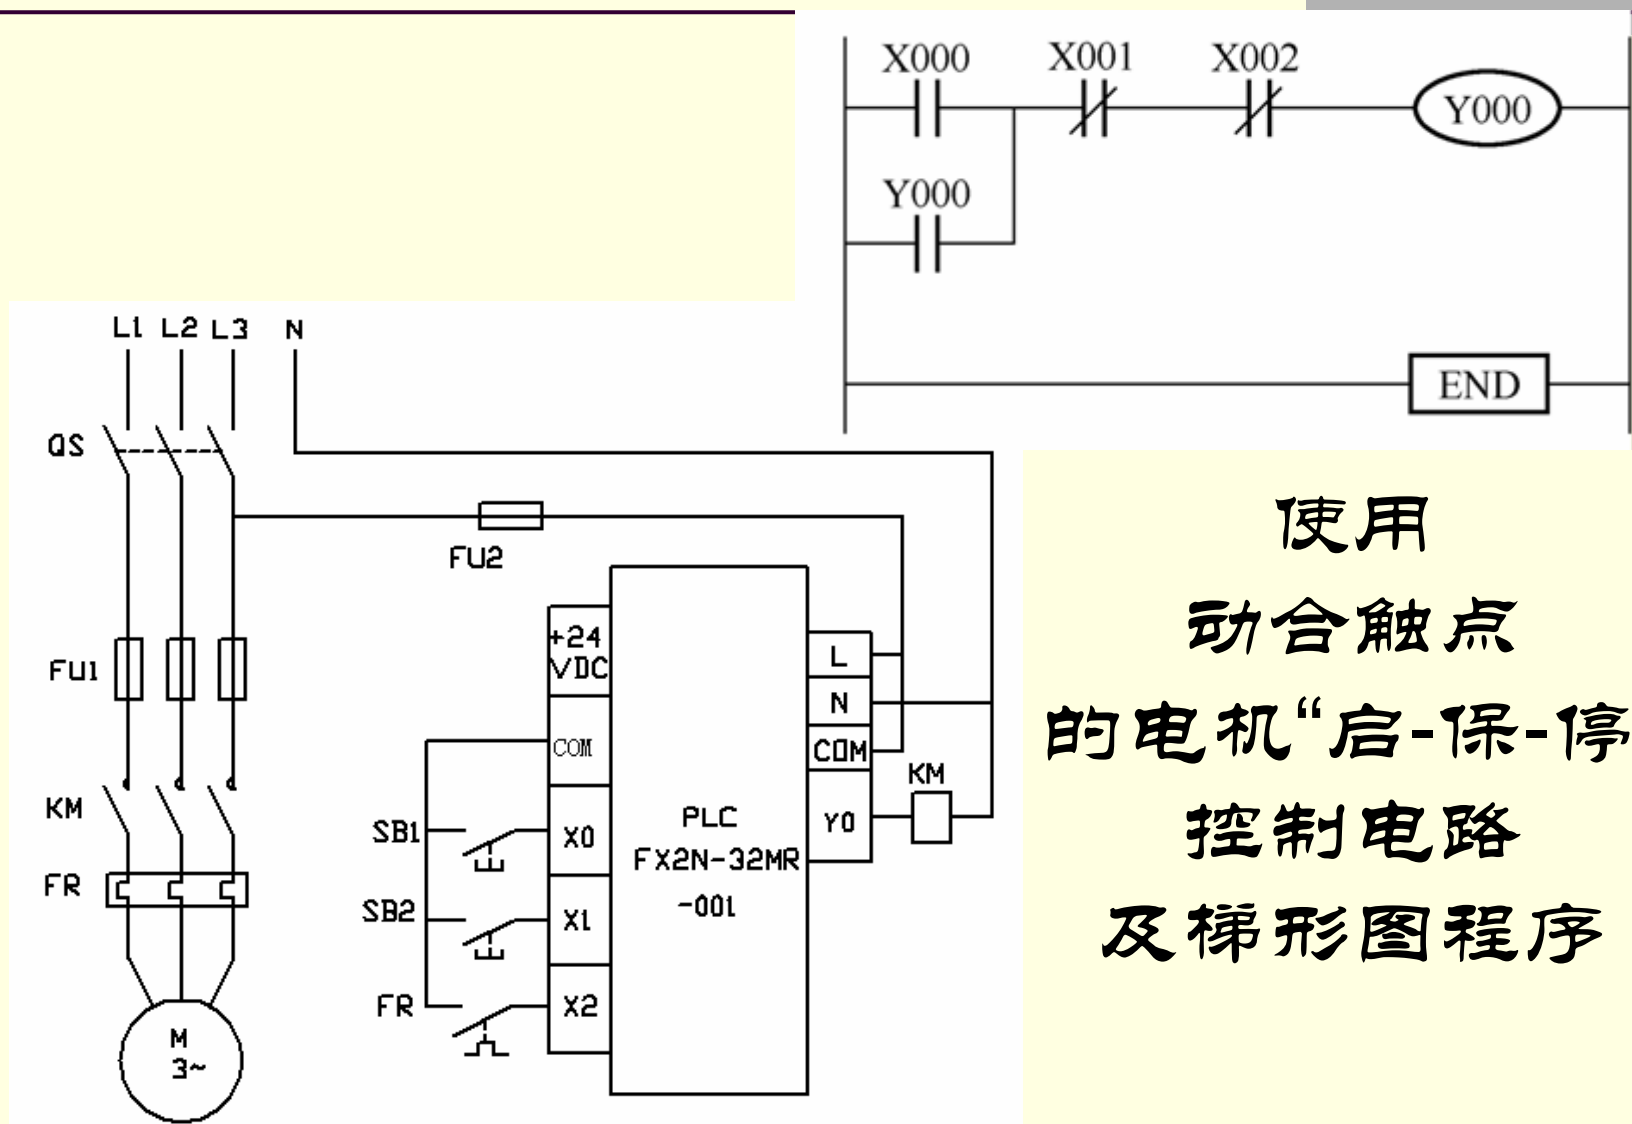 X000 X001 X002 Y000
Y000
END
L1 L2 L3 N
QS
FU2
FU1
+24
VDC
COM
L
N
COM
KM
KM
SB1
X0
PLC
Y0
FX2N-32MR
-001
FR
SB2
X1
FR
X2
M
3~
使用
动合触点
的电机“启-保-停
控制电路
及梯形图程序